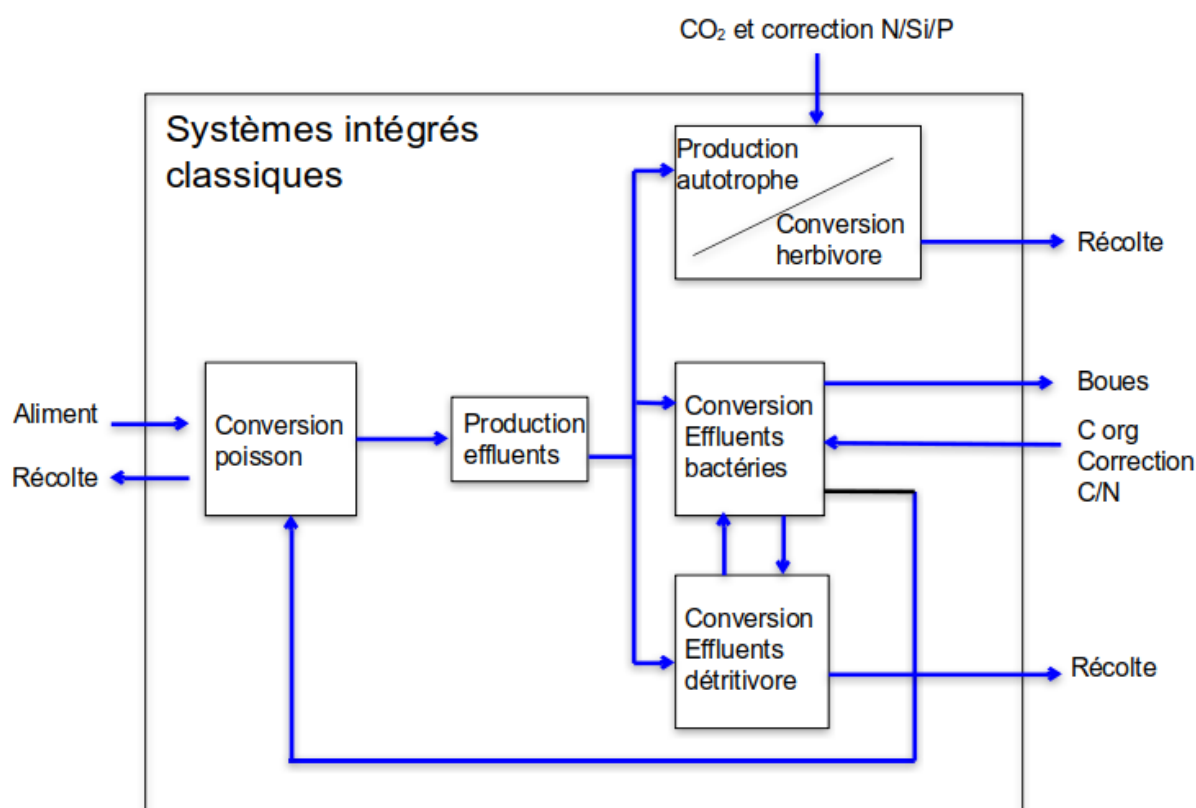 CO₂ et correction N/Si/P
Systèmes intégrés
classiques
Production
autotrophe
Conversion
herbivore
Récolte
Aliment
Récolte
Conversion
poisson
Production
effluents
Conversion
Effluents
bactéries
Boues
C org
Correction
C/N
Conversion
Effluents
détritivore
Récolte